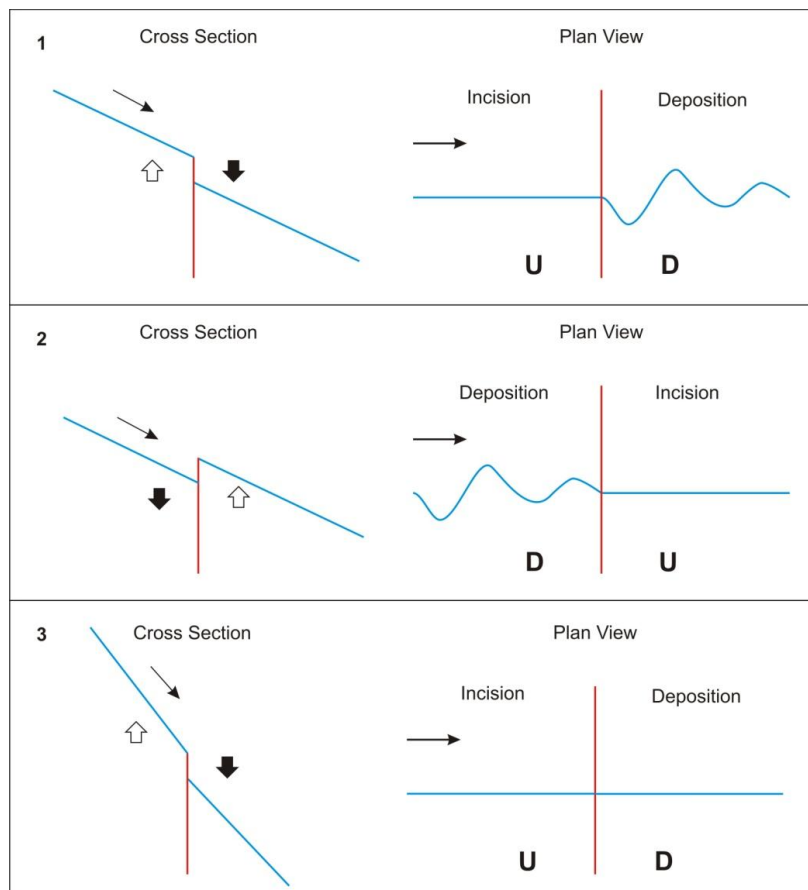 1
Cross Section
Plan View
Incision
Deposition
U
D
2
Cross Section
Plan View
Deposition
Incision
D
U
3
Cross Section
Plan View
Incision
Deposition
U
D